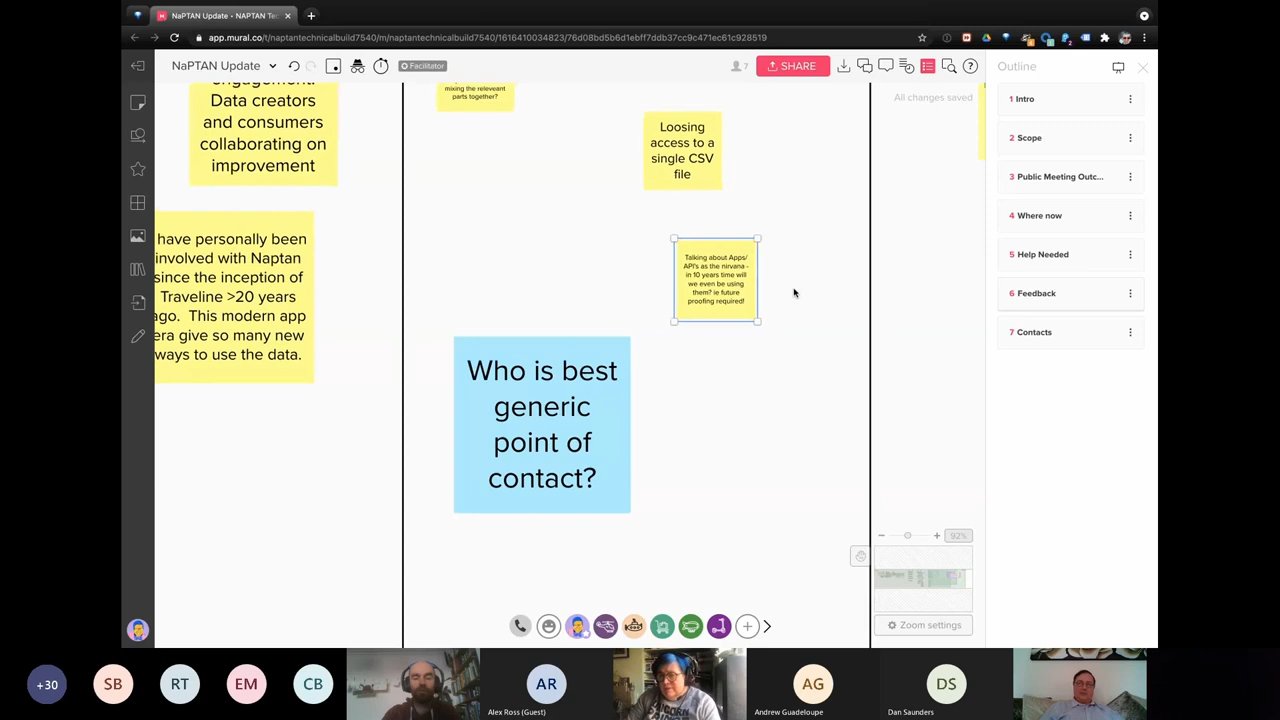 NaPTAN Update • NAPTAN Tec
app.mural.co/t/naptantechnicalbuild7540/m/naptantechnicalbuild7540/1616410034823/76d08bd5b6d1ebff7ddb37cc9c471ec61c928519
NaPTAN Update
Facilitator
7
SHARE
Outline
All changes saved
1 Intro
2 Scope
3 Public Meeting Outc...
4 Where now
5 Help Needed
6 Feedback
7 Contacts
engagement.
Data creators
and consumers
collaborating on
improvement
have personally been
involved with Naptan
since the inception of
Traveline >20 years
ago. This modern app
era give so many new
ways to use the data.
mixing the relevant
parts together?
Loosing
access to a
single CSV
file
Talking about Apps/
API's as the nirvana -
in 10 years time will
we even be using
them? ie future
proofing required!
Who is best
generic
point of
contact?
92%
Zoom settings
+30
SB
RT
EM
CB
AR
Alex Ross (Guest)
AG
Andrew Guadeloupe
DS
Dan Saunders